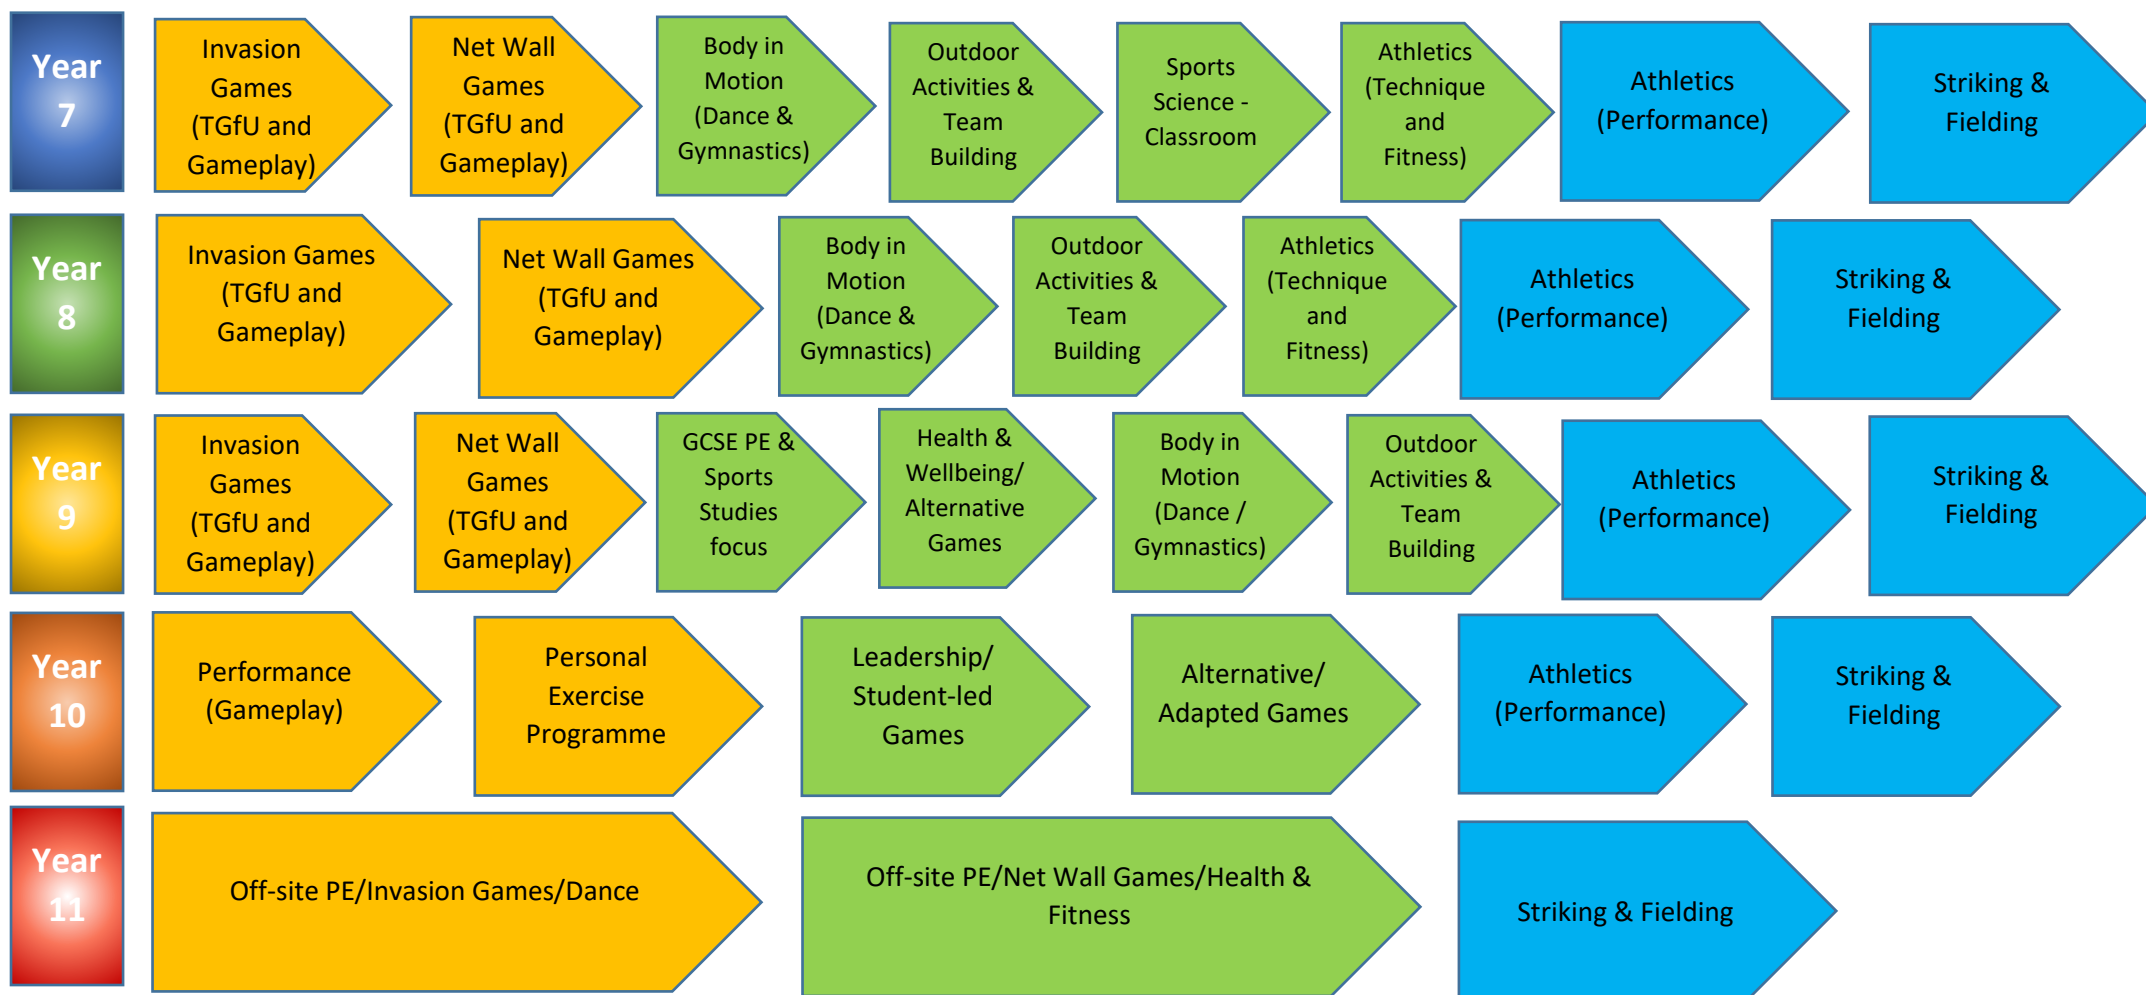 Year
7
Invasion
Games
(TGfU and
Gameplay)
Net Wall
Games
(TGfU and
Gameplay)
Body in
Motion
(Dance &
Gymnastics)
Outdoor
Activities &
Team
Building
Sports
Science -
Classroom
Athletics
(Technique
and
Fitness)
Athletics
(Performance)
Striking &
Fielding
Year
8
Invasion Games
(TGfU and
Gameplay)
Net Wall Games
(TGfU and
Gameplay)
Body in
Motion
(Dance &
Gymnastics)
Outdoor
Activities &
Team
Building
Athletics
(Technique
and
Fitness)
Athletics
(Performance)
Striking &
Fielding
Year
9
Invasion
Games
(TGfU and
Gameplay)
Net Wall
Games
(TGfU and
Gameplay)
GCSE PE &
Sports
Studies
focus
Health &
Wellbeing/
Alternative
Games
Body in
Motion
(Dance /
Gymnastics)
Outdoor
Activities &
Team
Building
Athletics
(Performance)
Striking &
Fielding
Year
10
Performance
(Gameplay)
Personal
Exercise
Programme
Leadership/
Student-led
Games
Alternative/
Adapted Games
Athletics
(Performance)
Striking &
Fielding
Year
11
Off-site PE/Invasion Games/Dance
Off-site PE/Net Wall Games/Health &
Fitness
Striking & Fielding